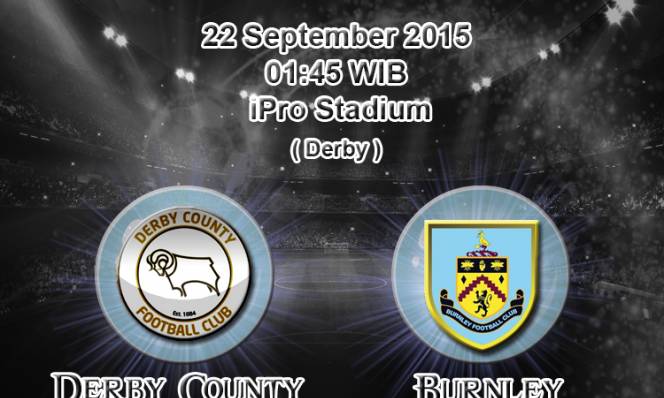 22 September 2015
01:45 WIB
iPro Stadium
( Derby )
DERBY COUNTY
Est. 1884
FOOTBALL CLUB
BURNLEY FOOTBALL CLUB
DERBY COUNTY
BURNLEY